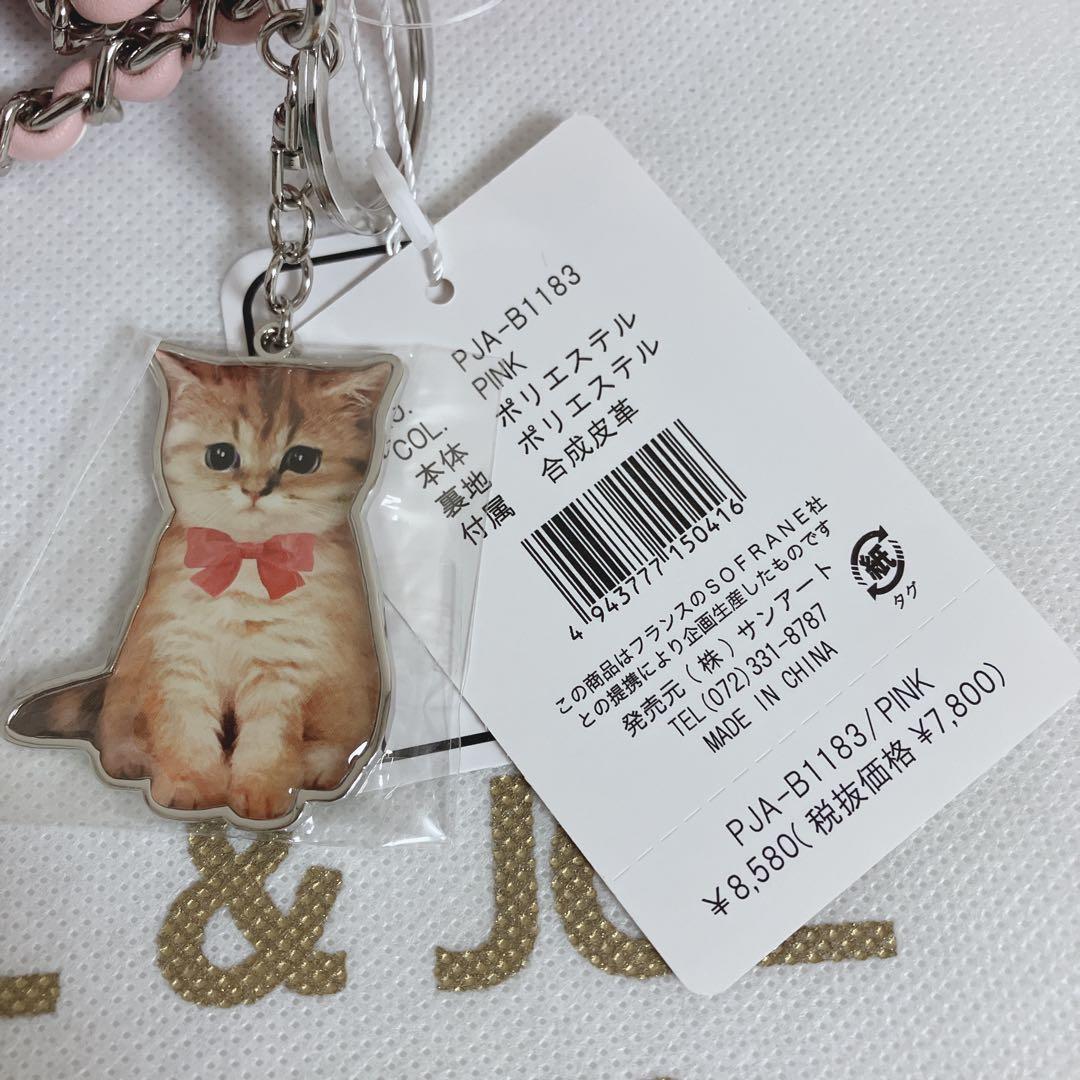 PJA-B1183
COL. PINK
本体 ポリエステル
裏地 ポリエステル
付属 合成皮革
4943777150416
この商品はフランスのSOFRANE社
との提携により企画生産したものです
発売元(株)サンアート
TEL(072)331-8787
MADE IN CHINA
紙
タグ
PJA-B1183/PINK
¥8,580(税抜価格¥7,800)
& JO